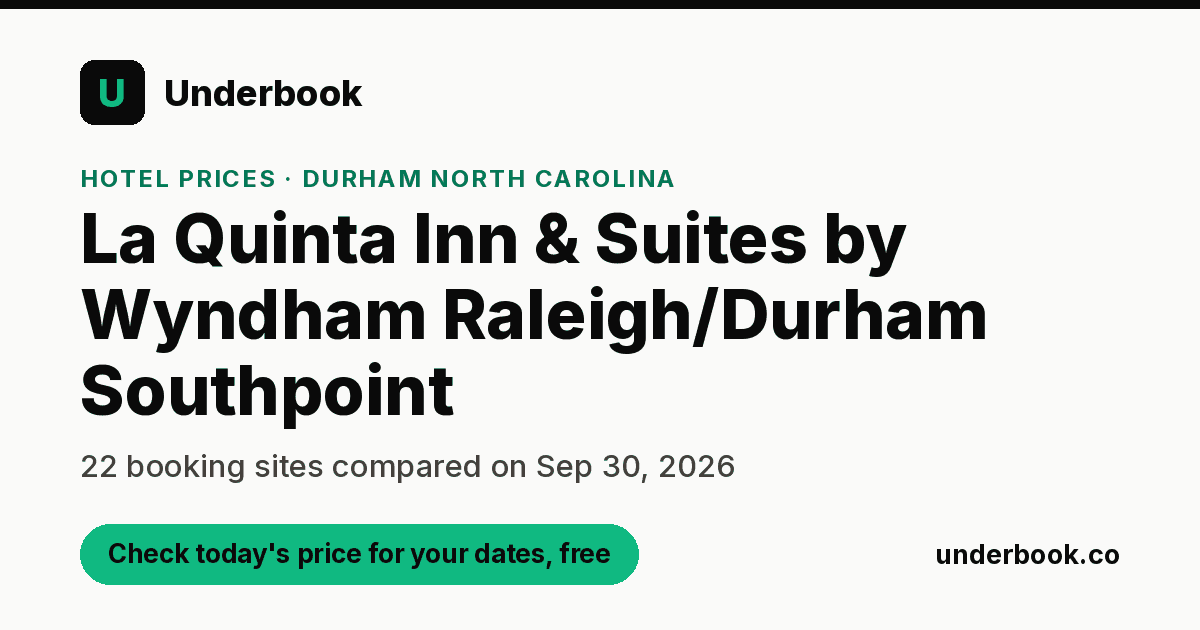 U Underbook
HOTEL PRICES · DURHAM NORTH CAROLINA
La Quinta Inn & Suites by
Wyndham Raleigh/Durham
Southpoint
22 booking sites compared on Sep 30, 2026
Check today's price for your dates, free
underbook.co